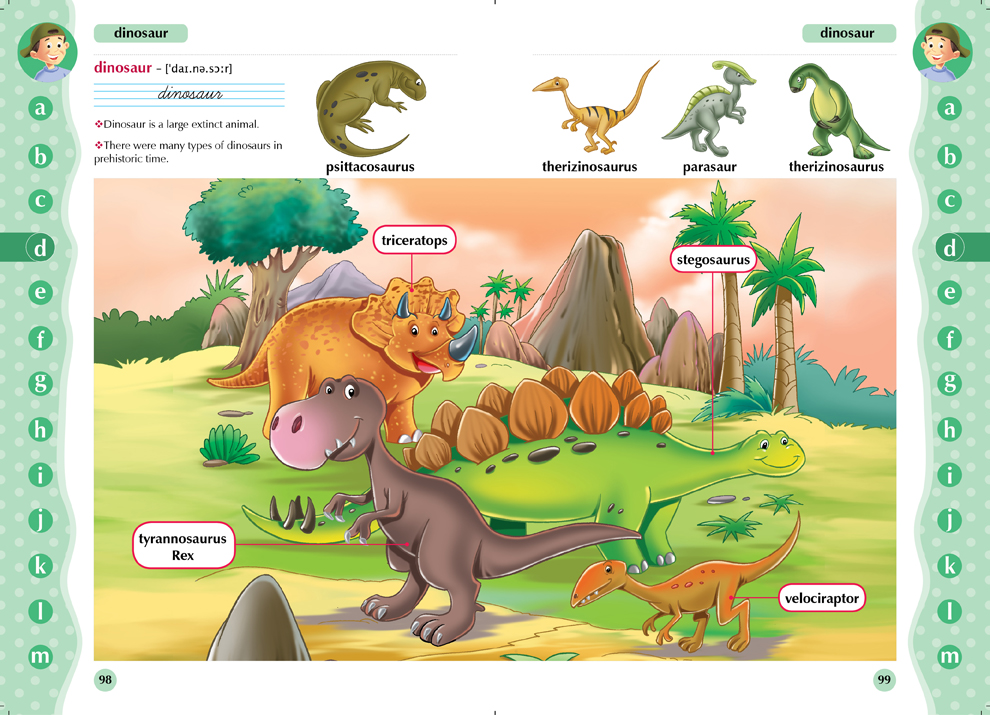 dinosaur
dinosaur
dinosaur – [ˈdaɪ.nə.sɔːr]
dinosaur
❖Dinosaur is a large extinct animal.
❖There were many types of dinosaurs in
prehistoric time.
psittacosaurus
therizinosaurus
parasaur
therizinosaurus
triceratops
stegosaurus
tyrannosaurus
Rex
velociraptor
a
b
c
d
e
f
g
h
i
j
k
l
m
a
b
c
d
e
f
g
h
i
j
k
l
m
98
99